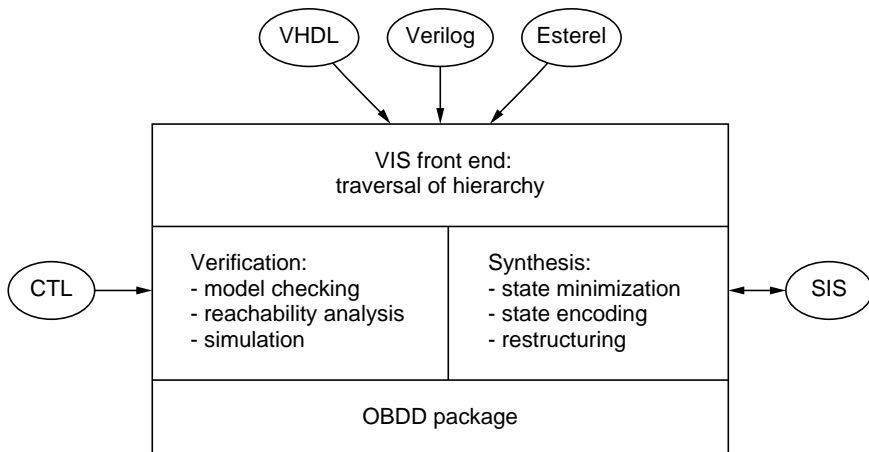 VHDL
Verilog
Esterel
VIS front end:
traversal of hierarchy
CTL
Verification:
- model checking
- reachability analysis
- simulation
Synthesis:
- state minimization
- state encoding
- restructuring
SIS
OBDD package